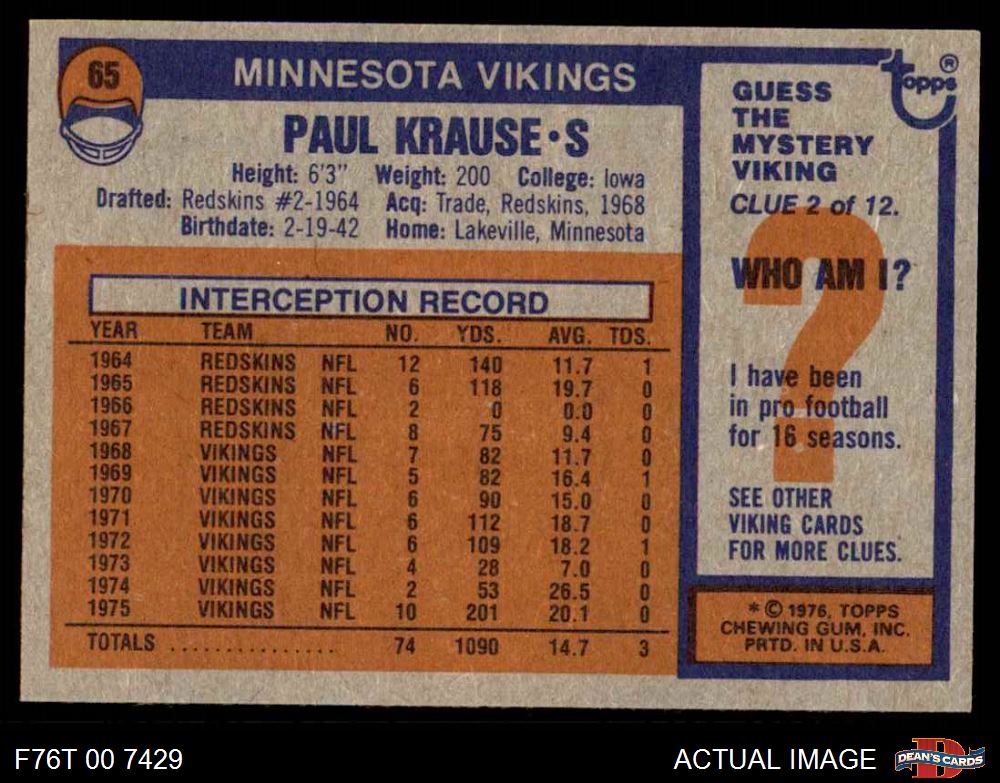 65
MINNESOTA VIKINGS
PAUL KRAUSE•S
Height: 6'3" Weight: 200 College: Iowa
Drafted: Redskins #2-1964 Acq: Trade, Redskins, 1968
Birthdate: 2-19-42 Home: Lakeville, Minnesota
INTERCEPTION RECORD
YEAR TEAM NO. YDS. AVG. TDS.
1964 REDSKINS NFL 12 140 11.7 1
1965 REDSKINS NFL 6 118 19.7 0
1966 REDSKINS NFL 2 0 0.0 0
1967 REDSKINS NFL 8 75 9.4 0
1968 VIKINGS NFL 7 82 11.7 0
1969 VIKINGS NFL 5 82 16.4 1
1970 VIKINGS NFL 6 90 15.0 0
1971 VIKINGS NFL 6 112 18.7 0
1972 VIKINGS NFL 6 109 18.2 1
1973 VIKINGS NFL 4 28 7.0 0
1974 VIKINGS NFL 2 53 26.5 0
1975 VIKINGS NFL 10 201 20.1 0
TOTALS ............... 74 1090 14.7 3
topps®
GUESS
THE
MYSTERY
VIKING
CLUE 2 of 12.
?
WHO AM I?
I have been
in pro football
for 16 seasons.
SEE OTHER
VIKING CARDS
FOR MORE CLUES.
* © 1976, TOPPS
CHEWING GUM, INC.
PRTD. IN U.S.A.
F76T 00 7429
ACTUAL IMAGE
D
DEAN'S CARDS